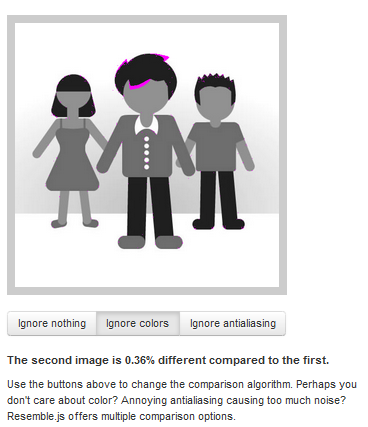 Ignore nothing Ignore colors Ignore antialiasing
The second image is 0.36% different compared to the first.
Use the buttons above to change the comparison algorithm. Perhaps you
don't care about color? Annoying antialiasing causing too much noise?
Resemble.js offers multiple comparison options.